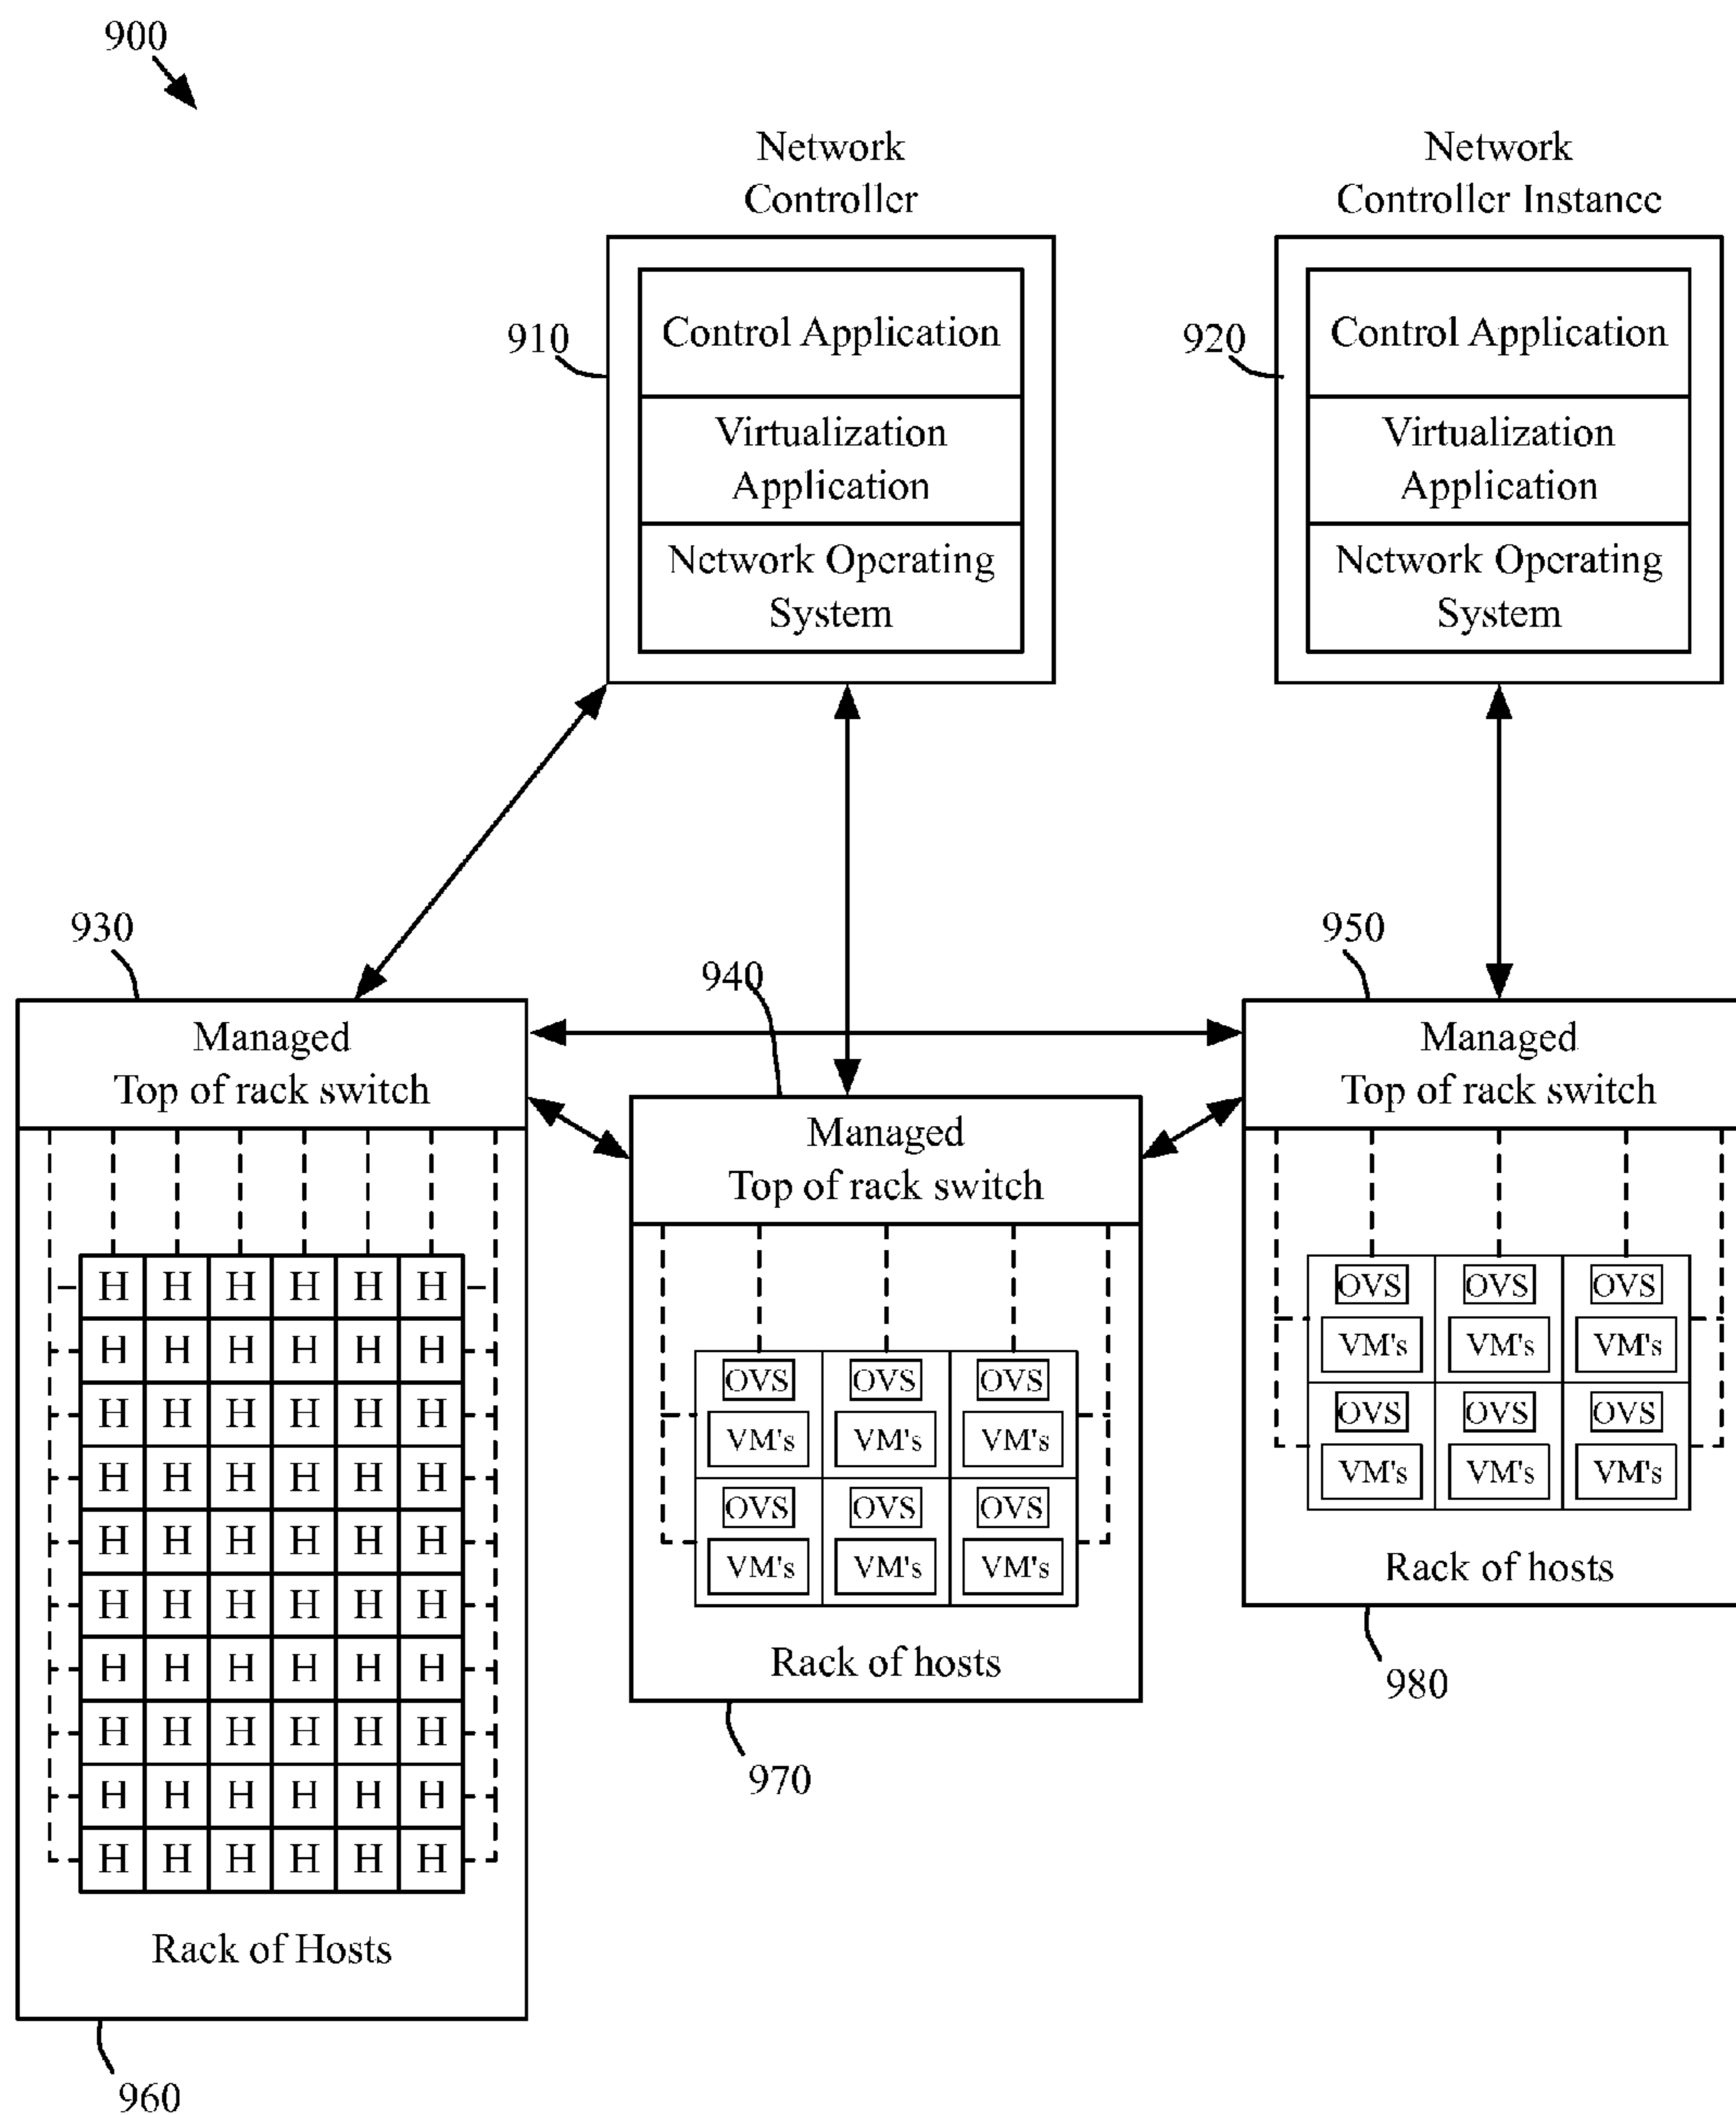 900
Network
Controller
Network
Controller Instance
910
Control Application
Virtualization
Application
Network Operating
System
920
Control Application
Virtualization
Application
Network Operating
System
930
940
950
Managed
Top of rack switch
Managed
Top of rack switch
Managed
Top of rack switch
H H H H H H
H H H H H H
H H H H H H
H H H H H H
H H H H H H
H H H H H H
H H H H H H
H H H H H H
H H H H H H
H H H H H H
Rack of Hosts
960
OVS OVS OVS
VM's VM's VM's
OVS OVS OVS
VM's VM's VM's
Rack of hosts
970
OVS OVS OVS
VM's VM's VM's
OVS OVS OVS
VM's VM's VM's
Rack of hosts
980